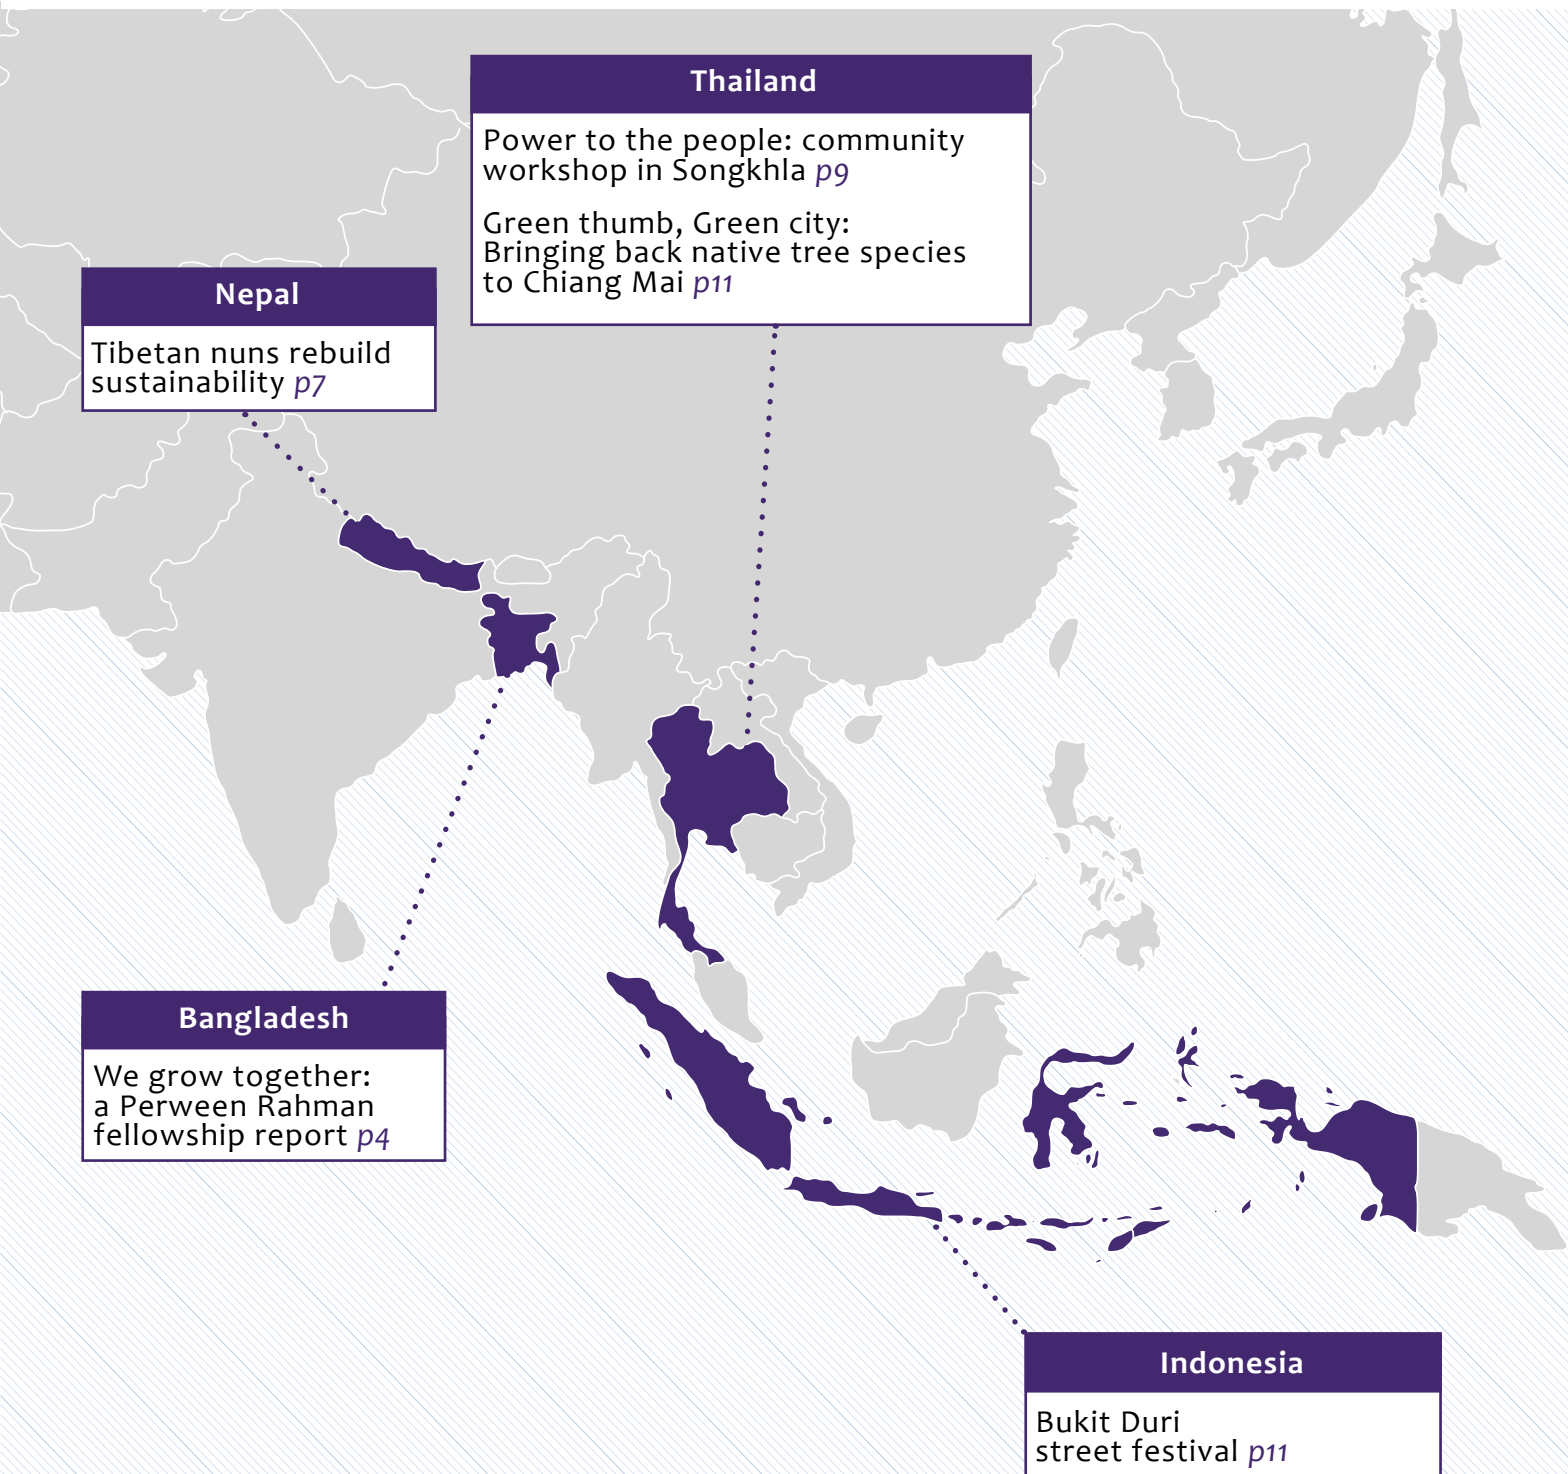 Thailand
Power to the people: community
workshop in Songkhla p9
Green thumb, Green city:
Bringing back native tree species
to Chiang Mai p11
Nepal
Tibetan nuns rebuild
sustainability p7
Bangladesh
We grow together:
a Perween Rahman
fellowship report p4
Indonesia
Bukit Duri
street festival p11